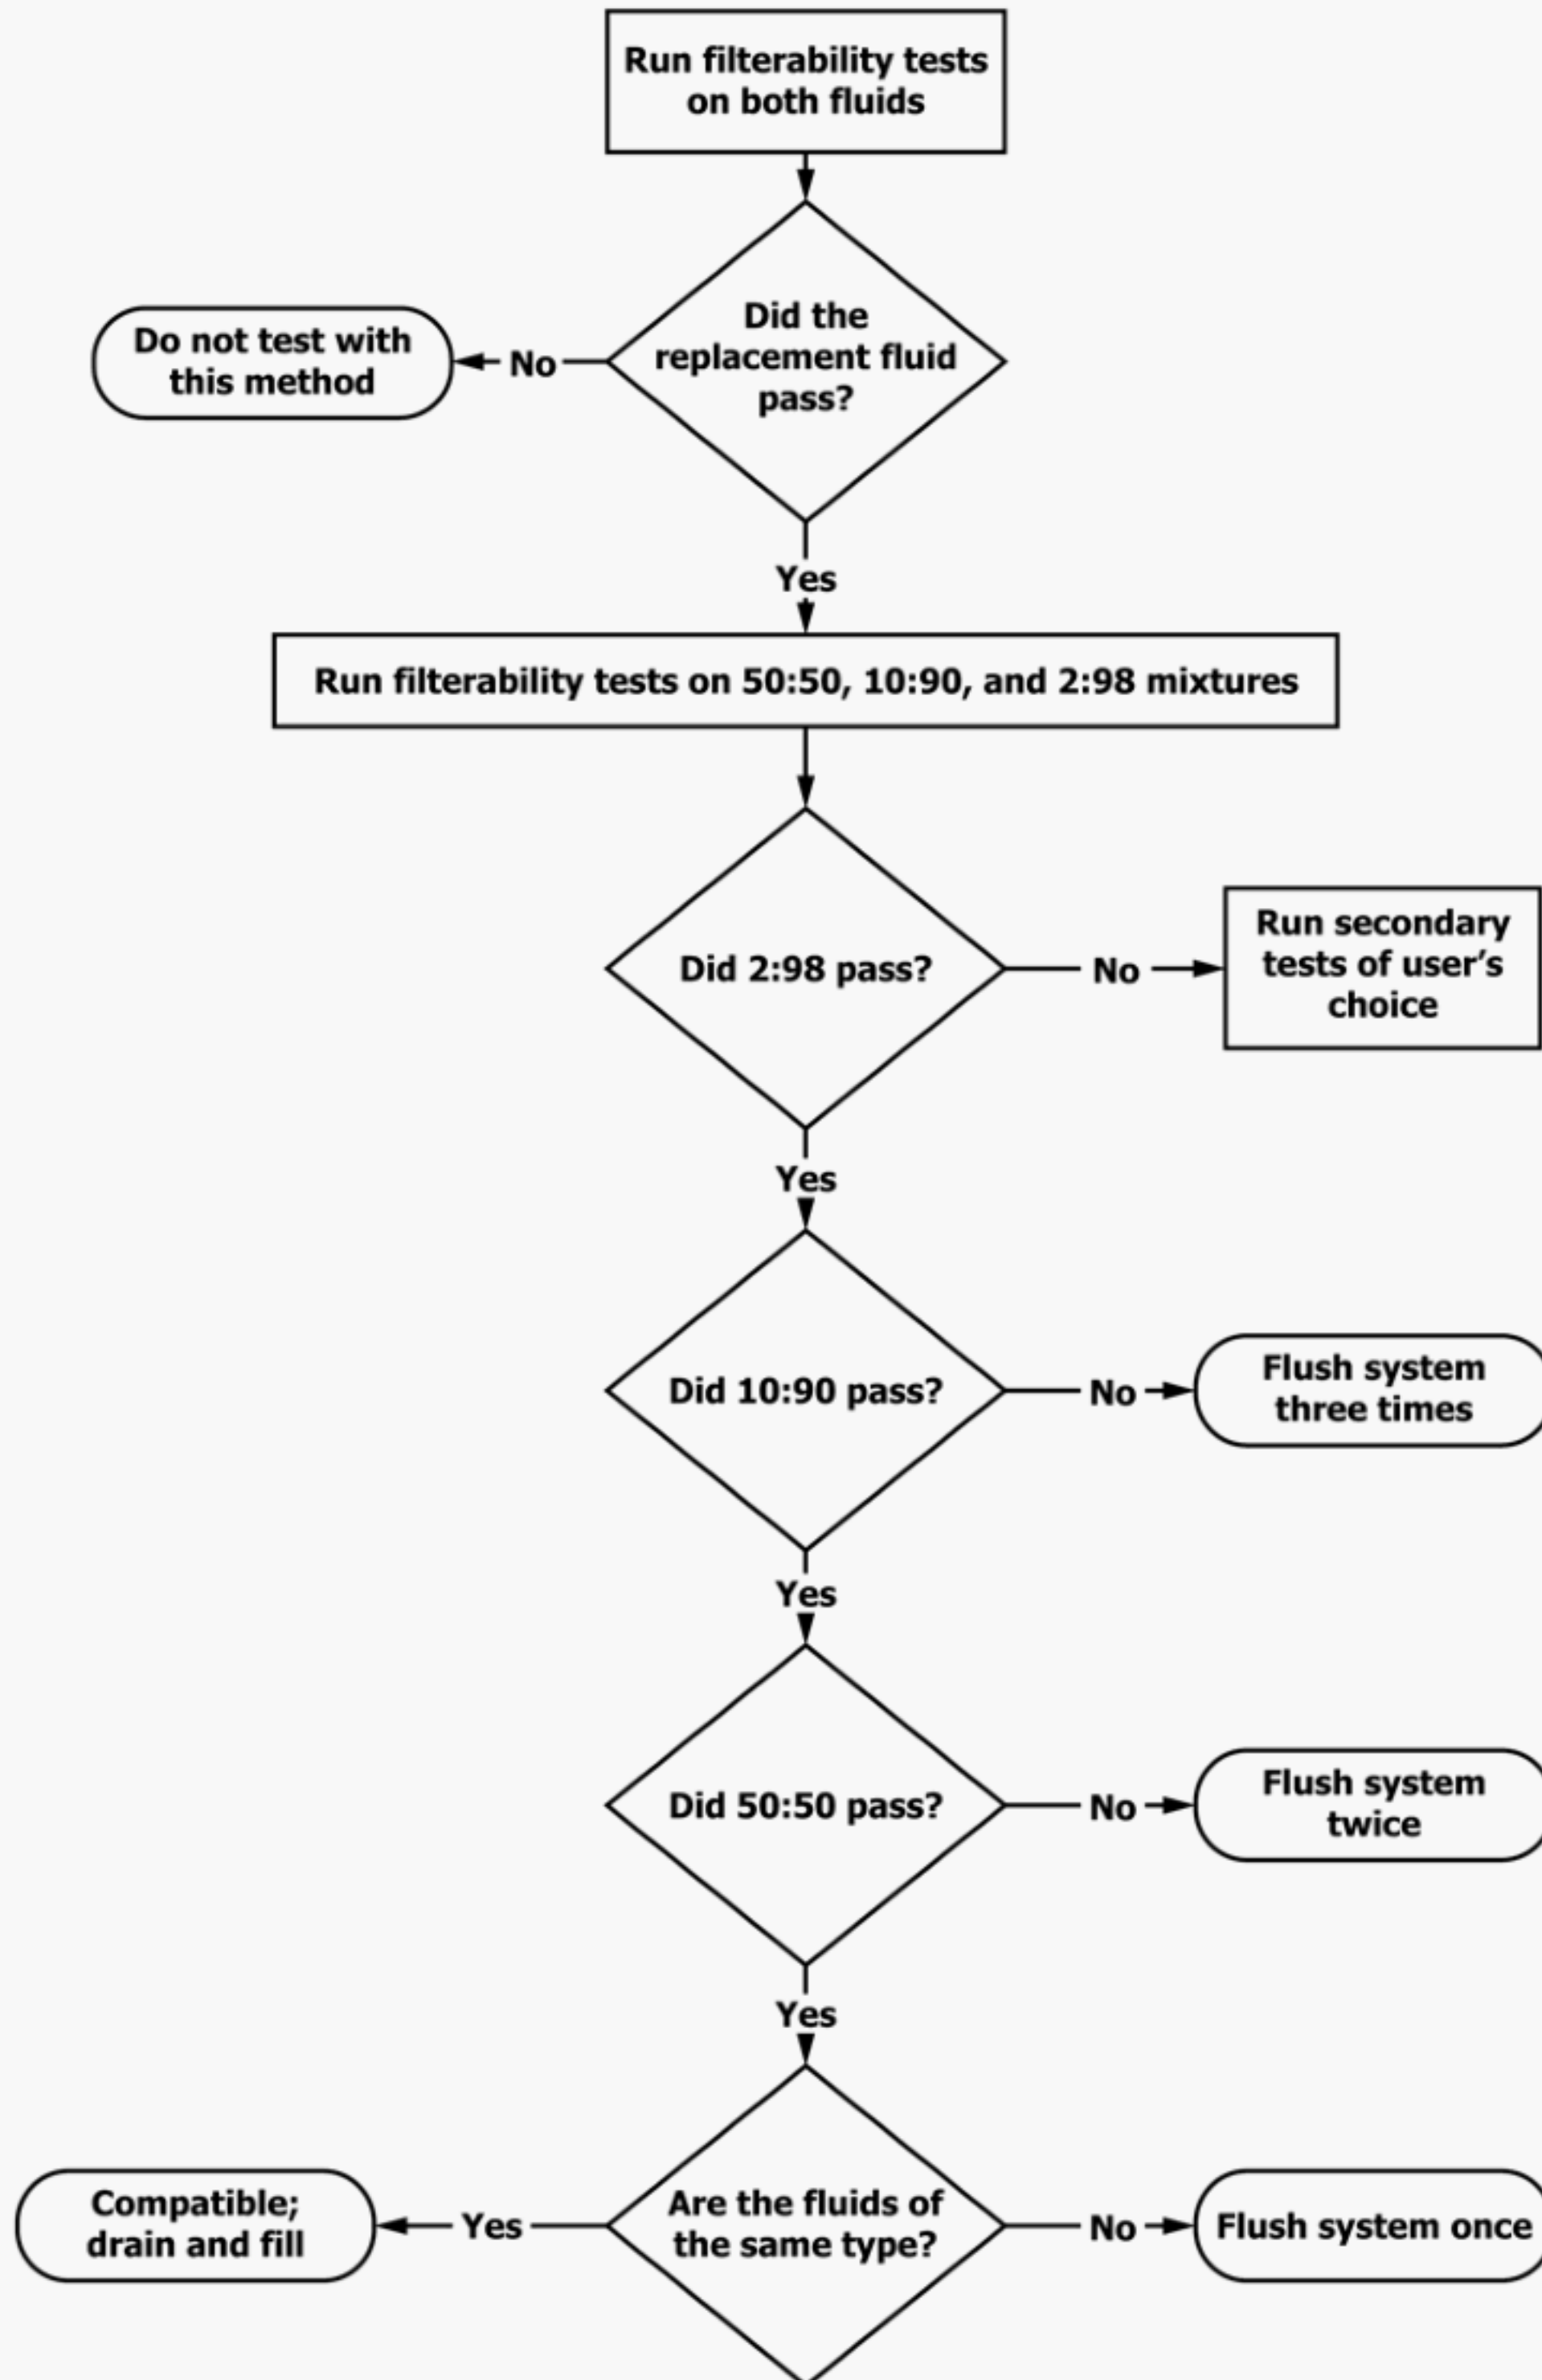 Run filterability tests
on both fluids
Did the
replacement fluid
pass?
No
Do not test with
this method
Yes
Run filterability tests on 50:50, 10:90, and 2:98 mixtures
Did 2:98 pass?
No
Run secondary
tests of user’s
choice
Yes
Did 10:90 pass?
No
Flush system
three times
Yes
Did 50:50 pass?
No
Flush system
twice
Yes
Are the fluids of
the same type?
Yes
Compatible;
drain and fill
No
Flush system once